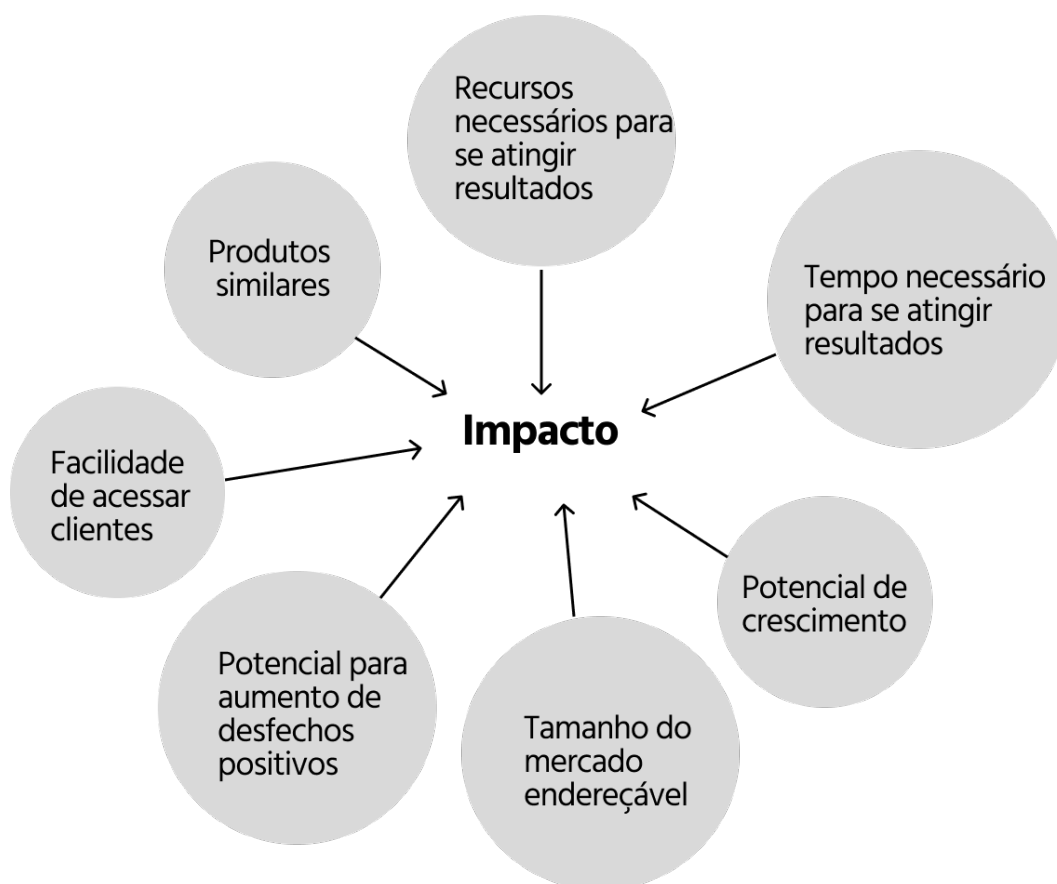 Recursos
necessários para
se atingir
resultados
Produtos
similares
Tempo necessário
para se atingir
resultados
Impacto
Facilidade
de acessar
clientes
Potencial de
crescimento
Potencial para
aumento de
desfechos
positivos
Tamanho do
mercado
endereçável